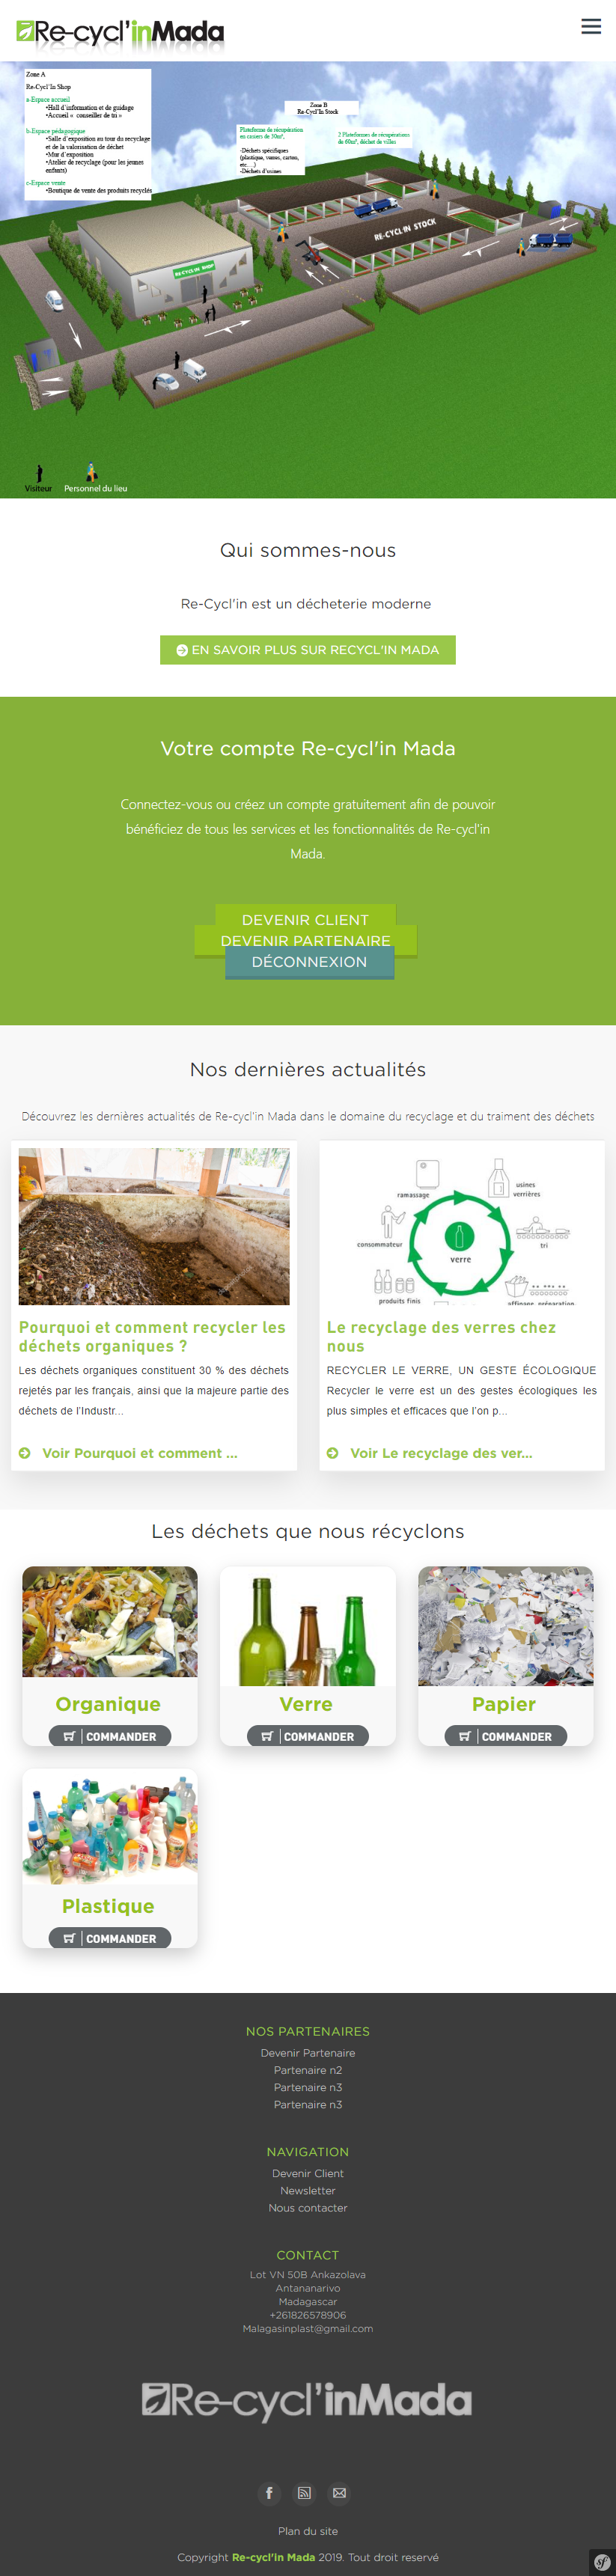 Re-cycl'inMada
Zone A
Re-Cycl'In Shop
a-Espace accueil
•Hall d'information et de guidage
•Accueil « conseiller de tri »
b-Espace pédagogique
•Salle d'exposition au tour du recyclage
et de la valorisation de déchet
•Mur d'exposition
•Atelier de recyclage (pour les jeunes
enfants)
c-Espace vente
•Boutique de vente des produits recyclés
Zone B
Re-Cycl'In Stock
Plateforme de récupération
en casiers de 30m²,
-Déchets spécifiques
(plastique, verres, carton,
etc.…)
-Déchets d'usines
2 Plateformes de récupérations
de 60m², déchet de villes
RE-CYCL'IN STOCK
RE-CYCL'IN SHOP
Visiteur
Personnel du lieu
Qui sommes-nous
Re-Cycl'in est un décheterie moderne
EN SAVOIR PLUS SUR RECYCL'IN MADA
Votre compte Re-cycl'in Mada
Connectez-vous ou créez un compte gratuitement afin de pouvoir
bénéficiez de tous les services et les fonctionnalités de Re-cycl'in
Mada.
DEVENIR CLIENT
DEVENIR PARTENAIRE
DÉCONNEXION
Nos dernières actualités
Découvrez les dernières actualités de Re-cycl'in Mada dans le domaine du recyclage et du traiment des déchets
Pourquoi et comment recycler les
déchets organiques ?
Les déchets organiques constituent 30 % des déchets
rejetés par les français, ainsi que la majeure partie des
déchets de l'Industr...
Voir Pourquoi et comment ...
ramassage
usines
verrières
consommateur
verre
tri
produits finis
affinage, préparation
Le recyclage des verres chez
nous
RECYCLER LE VERRE, UN GESTE ÉCOLOGIQUE
Recycler le verre est un des gestes écologiques les
plus simples et efficaces que l'on p...
Voir Le recyclage des ver...
Les déchets que nous récyclons
Organique
COMMANDER
Verre
COMMANDER
Papier
COMMANDER
Plastique
COMMANDER
NOS PARTENAIRES
Devenir Partenaire
Partenaire n2
Partenaire n3
Partenaire n3
NAVIGATION
Devenir Client
Newsletter
Nous contacter
CONTACT
Lot VN 50B Ankazolava
Antananarivo
Madagascar
+261826578906
Malagasinplast@gmail.com
Re-cycl'inMada
Plan du site
Copyright Re-cycl'in Mada 2019. Tout droit reservé